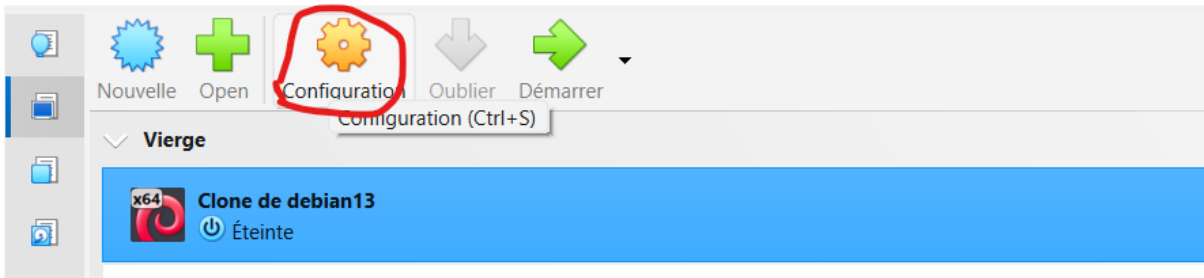 Nouvelle Open Configuration Oublier Démarrer
Configuration (Ctrl+S)
Vierge
x64
Clone de debian13
Éteinte